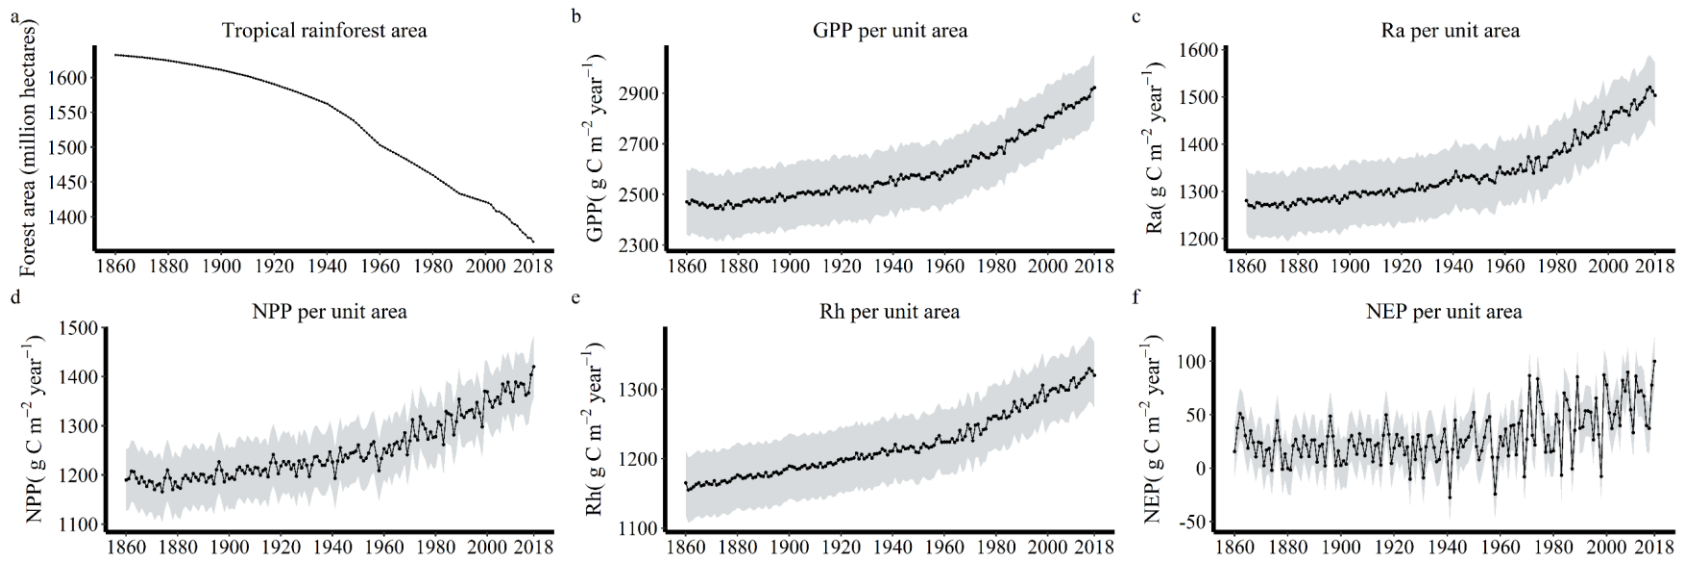 a
Tropical rainforest area
Forest area (million hectares)
1600
1550
1500
1450
1400
1860 1880 1900 1920 1940 1960 1980 2000 2018
b
GPP per unit area
GPP( g C m−2 year−1)
2900
2700
2500
2300
1860 1880 1900 1920 1940 1960 1980 2000 2018
c
Ra per unit area
Ra( g C m−2 year−1)
1600
1500
1400
1300
1200
1860 1880 1900 1920 1940 1960 1980 2000 2018
d
NPP per unit area
NPP( g C m−2 year−1)
1500
1400
1300
1200
1100
1860 1880 1900 1920 1940 1960 1980 2000 2018
e
Rh per unit area
Rh( g C m−2 year−1)
1300
1200
1100
1860 1880 1900 1920 1940 1960 1980 2000 2018
f
NEP per unit area
NEP( g C m−2 year−1)
100
50
0
-50
1860 1880 1900 1920 1940 1960 1980 2000 2018